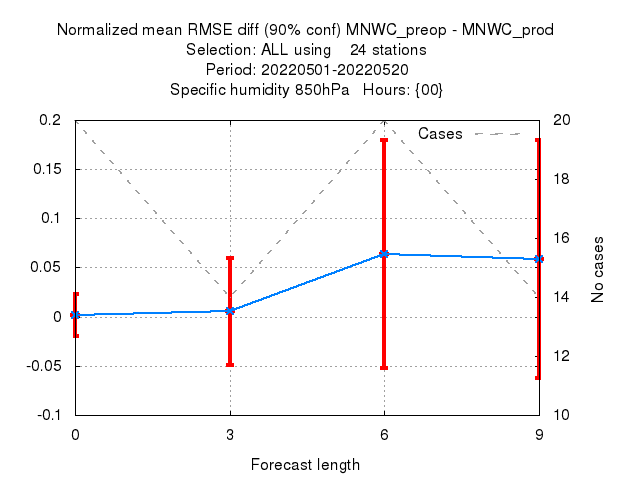 Normalized mean RMSE diff (90% conf) MNWC_preop - MNWC_prod
Selection: ALL using    24 stations
Period: 20220501-20220520
Specific humidity 850hPa   Hours: {00}
Cases
0.2
0.15
0.1
0.05
0
-0.05
-0.1
20
18
16
14
12
10
No cases
0 3 6 9
Forecast length